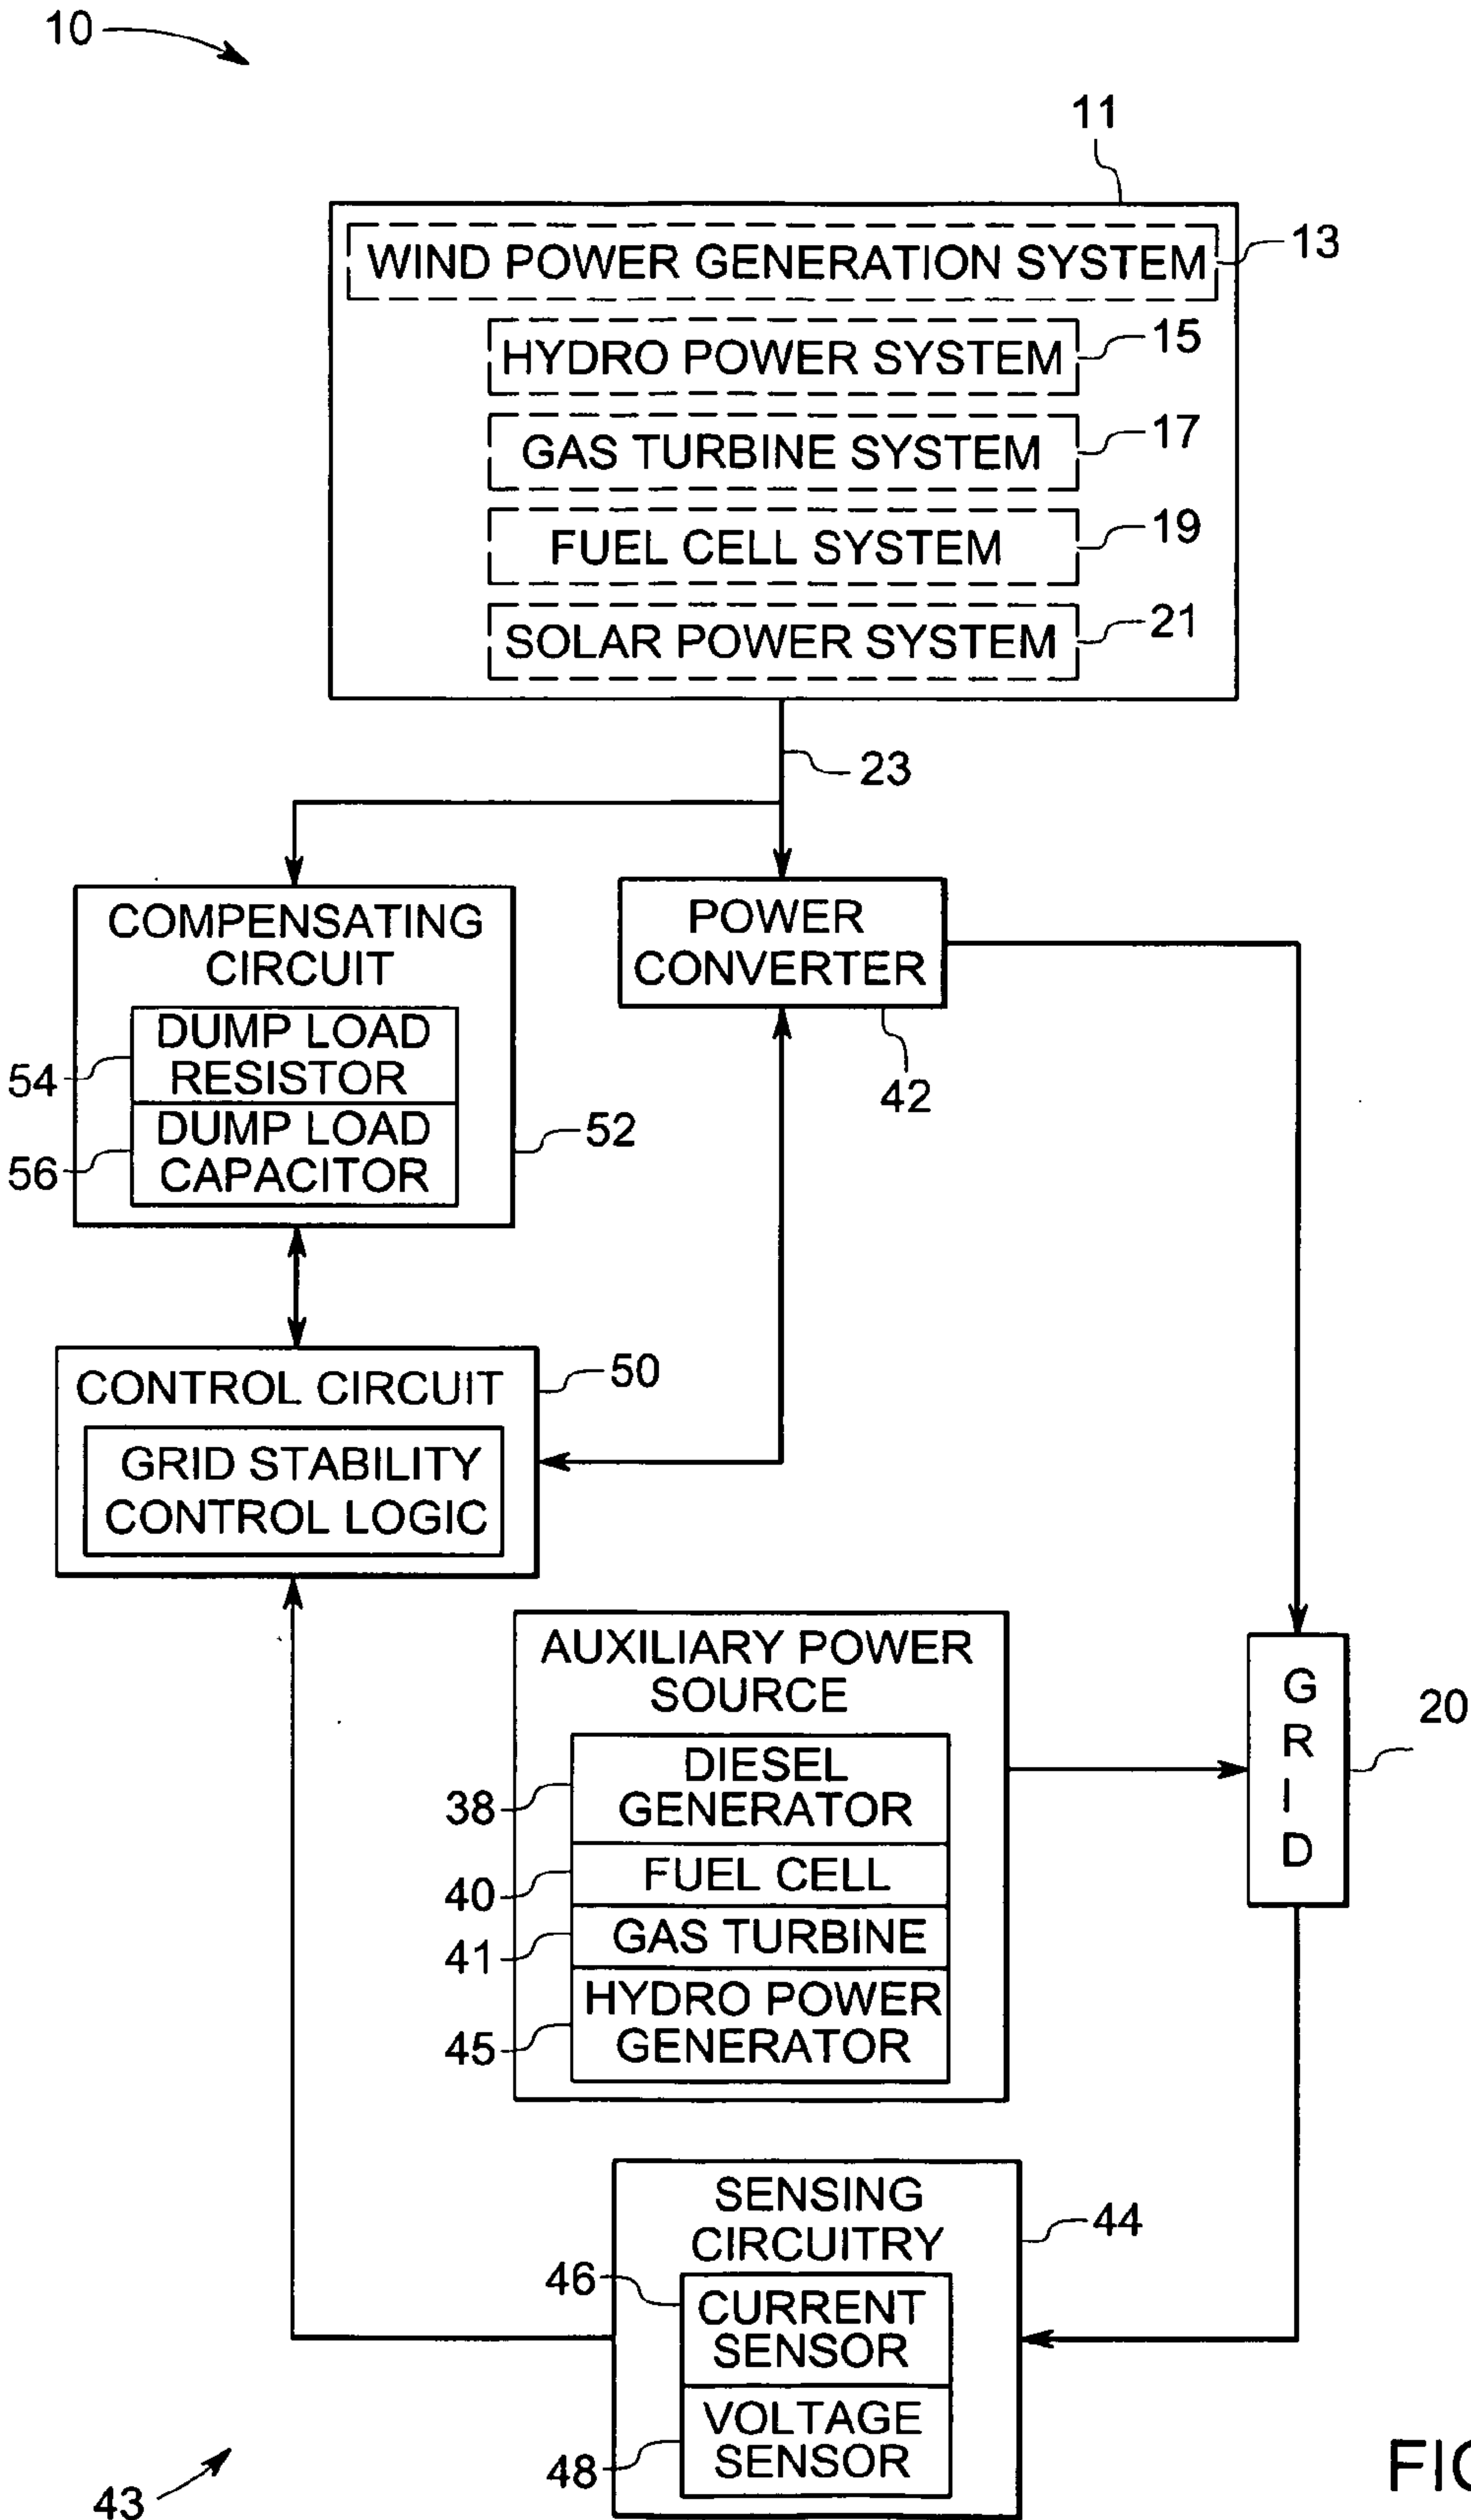 10
11
WIND POWER GENERATION SYSTEM
13
HYDRO POWER SYSTEM
15
GAS TURBINE SYSTEM
17
FUEL CELL SYSTEM
19
SOLAR POWER SYSTEM
21
23
COMPENSATING
CIRCUIT
DUMP LOAD
RESISTOR
54
DUMP LOAD
CAPACITOR
56
52
POWER
CONVERTER
42
CONTROL CIRCUIT
50
GRID STABILITY
CONTROL LOGIC
AUXILIARY POWER
SOURCE
DIESEL
GENERATOR
38
FUEL CELL
40
GAS TURBINE
41
HYDRO POWER
GENERATOR
45
G
R
I
D
20
SENSING
CIRCUITRY
44
46
CURRENT
SENSOR
VOLTAGE
SENSOR
48
43